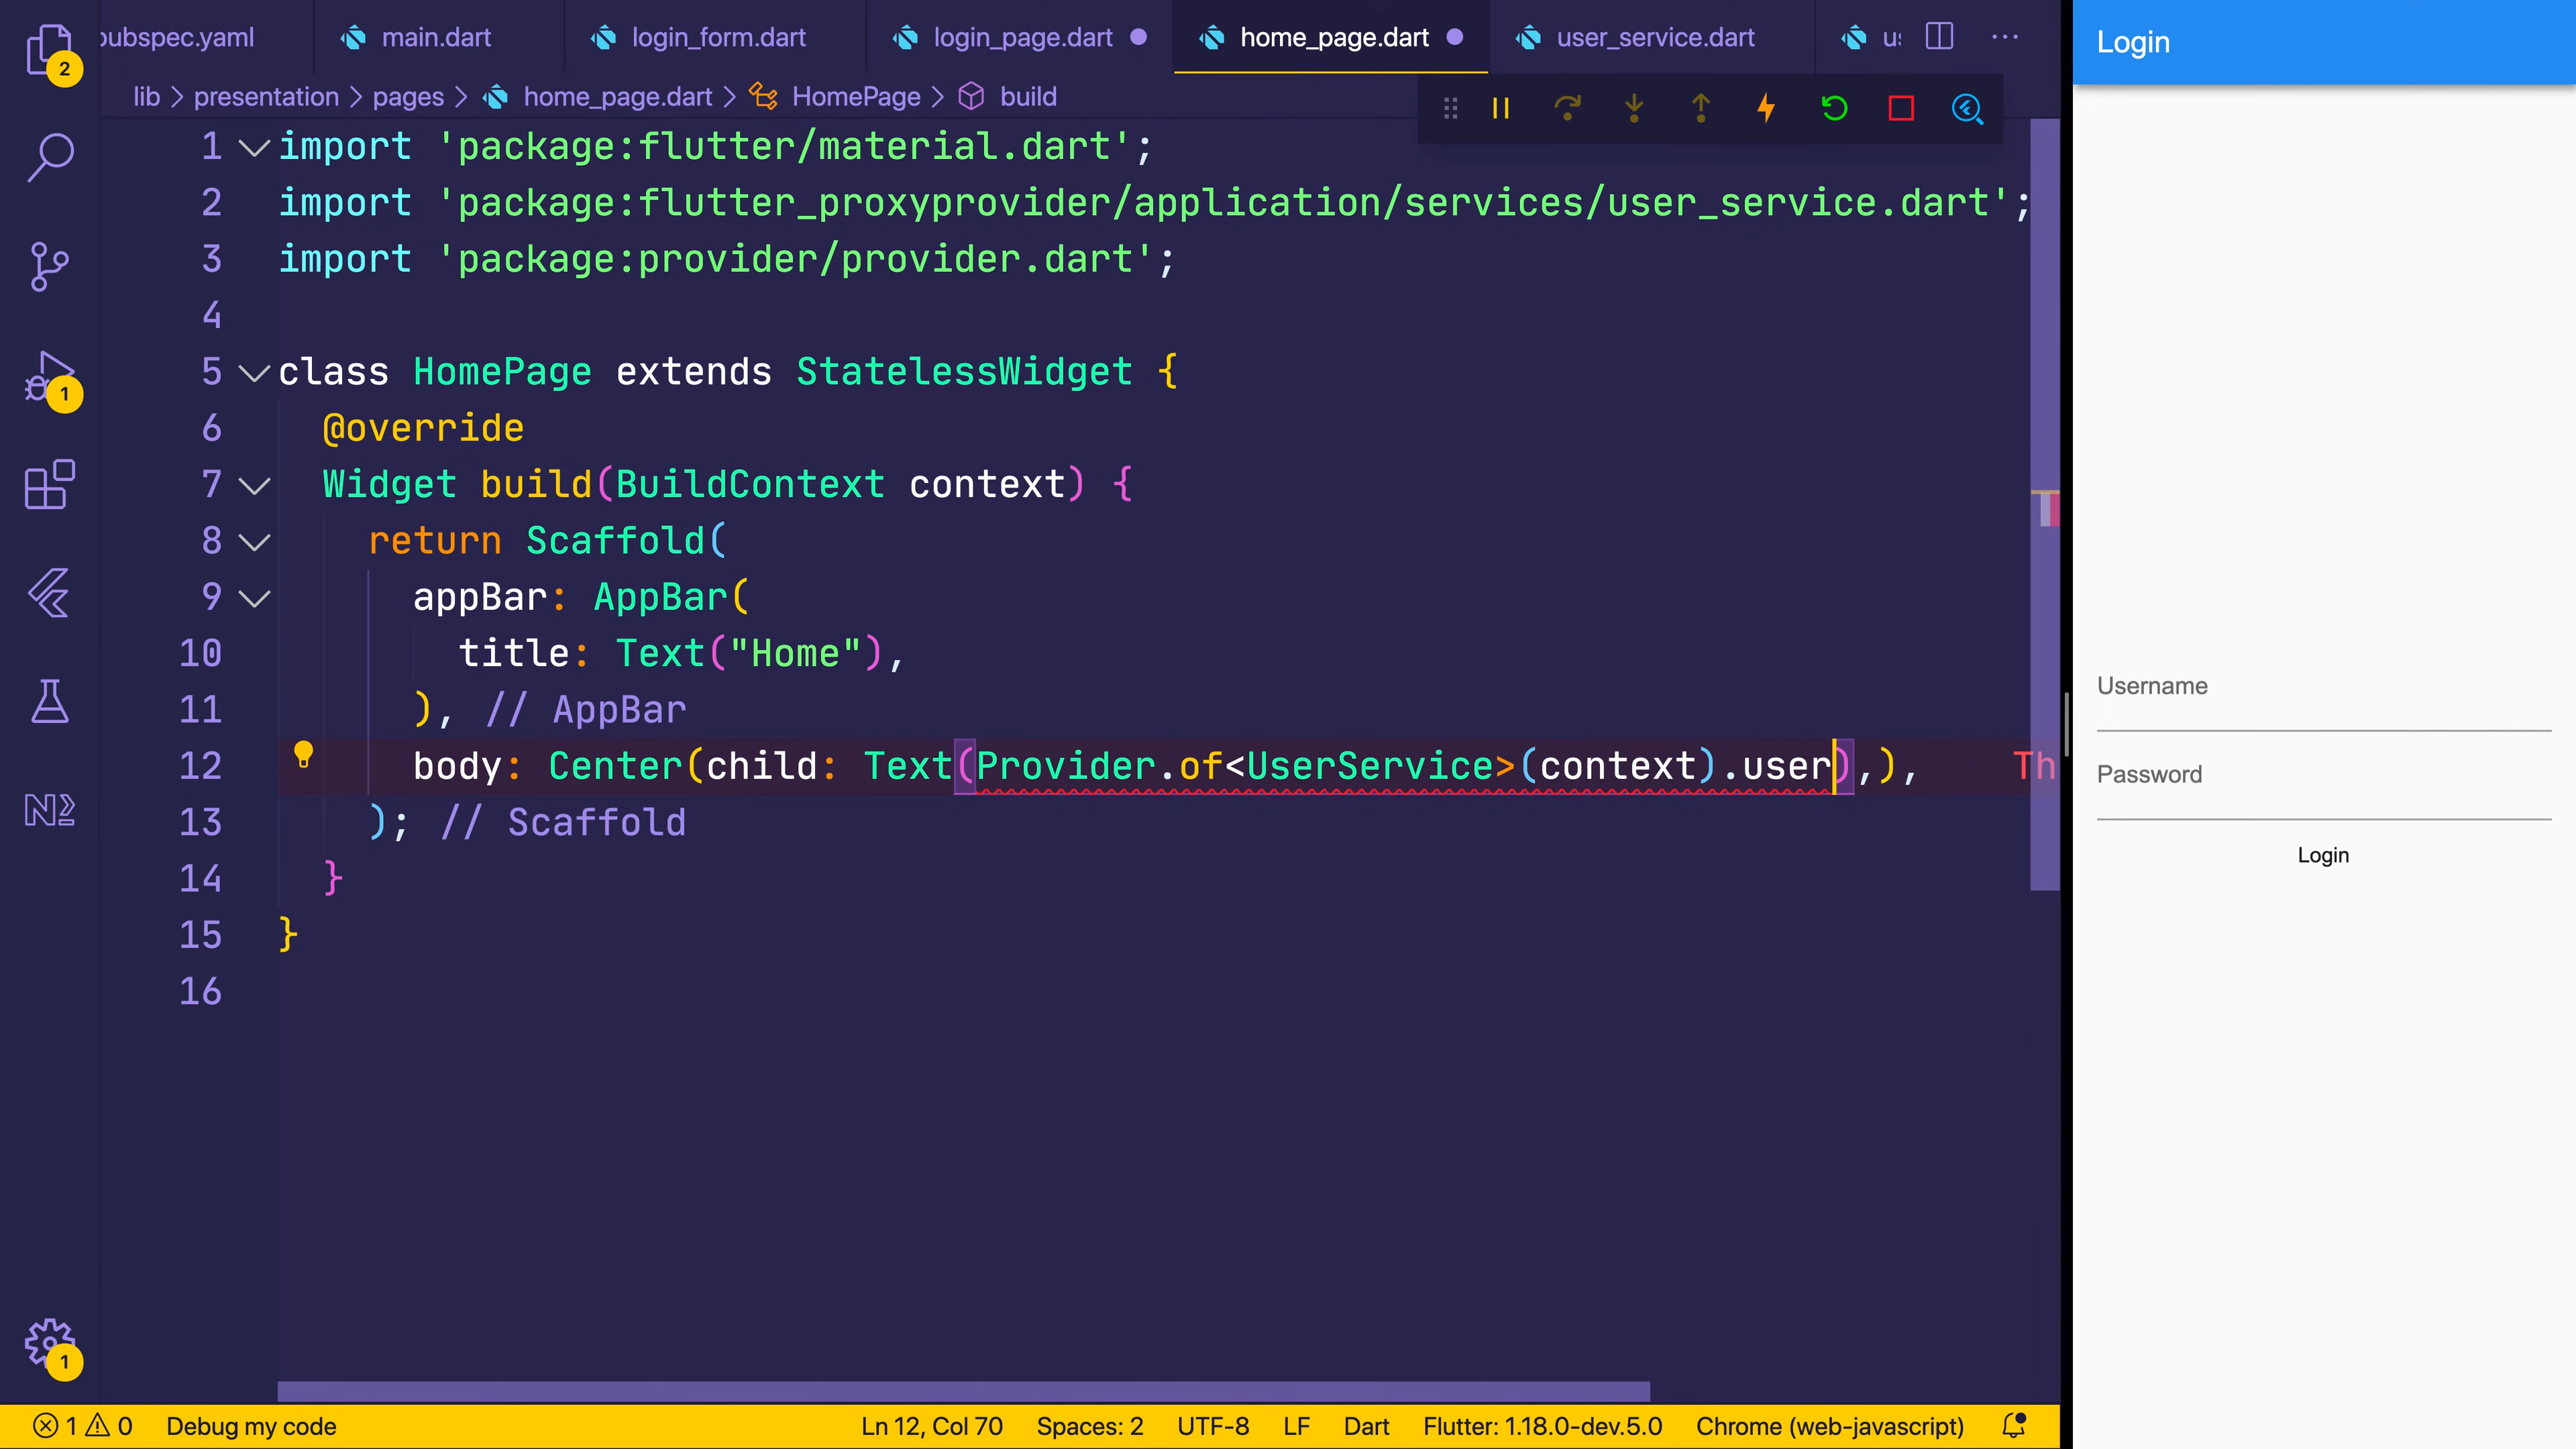 pubspec.yaml main.dart login_form.dart login_page.dart home_page.dart user_service.dart
lib > presentation > pages > home_page.dart > HomePage > build
1 import 'package:flutter/material.dart';
2 import 'package:flutter_proxyprovider/application/services/user_service.dart';
3 import 'package:provider/provider.dart';
4
5 class HomePage extends StatelessWidget {
6 @override
7 Widget build(BuildContext context) {
8 return Scaffold(
9 appBar: AppBar(
10 title: Text("Home"),
11 ), // AppBar
12 body: Center(child: Text(Provider.of<UserService>(context).user),), Th
13 ); // Scaffold
14 }
15 }
16
2
1
1
1 0 Debug my code Ln 12, Col 70 Spaces: 2 UTF-8 LF Dart Flutter: 1.18.0-dev.5.0 Chrome (web-javascript)
Login
Username
Password
Login